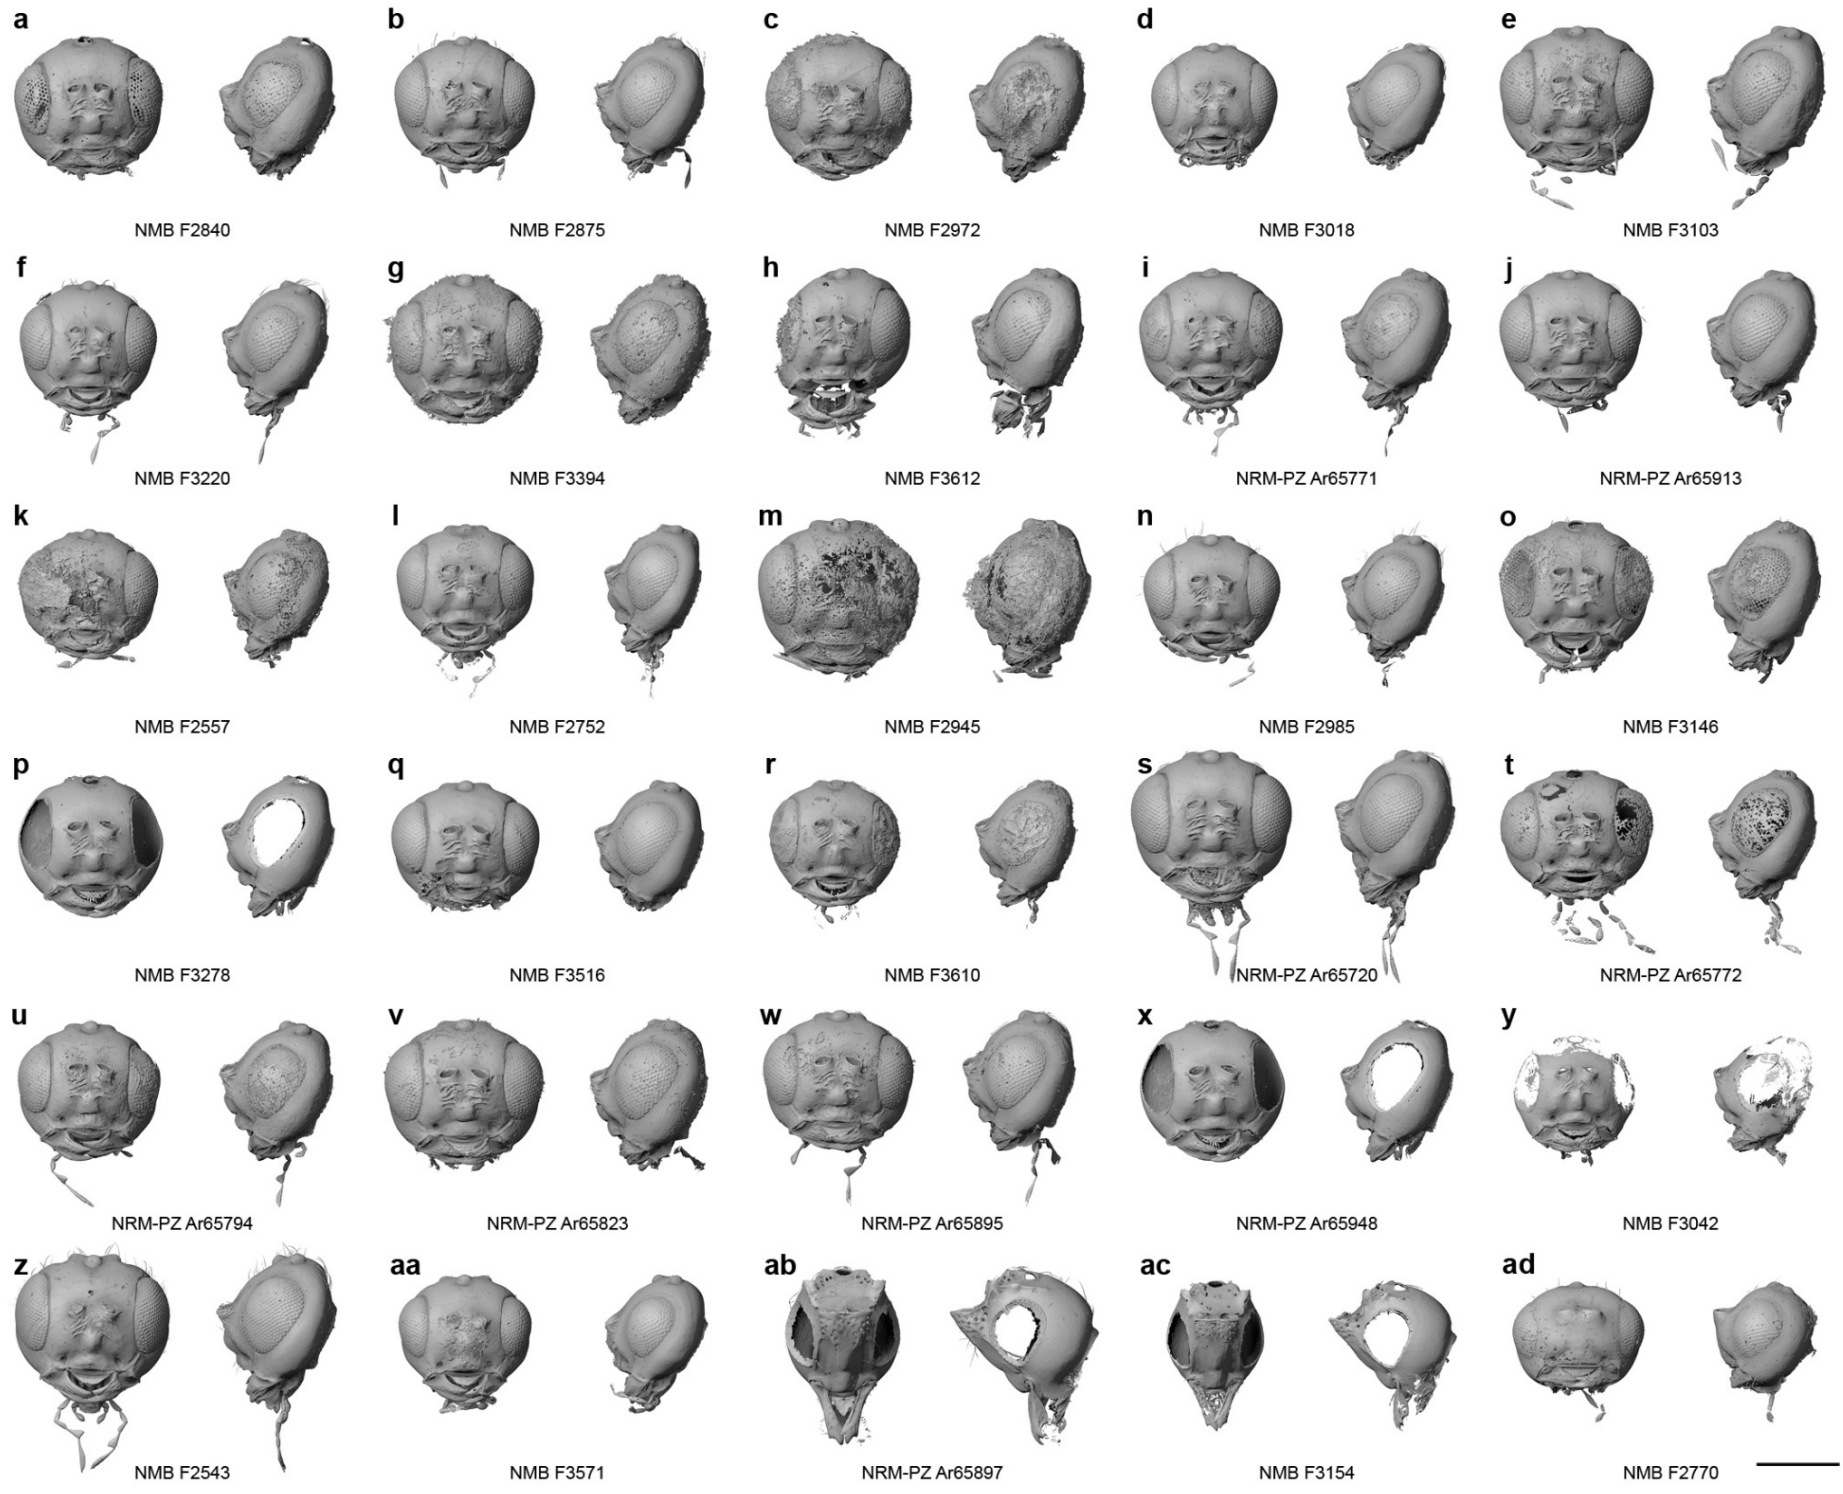 a b c d e
NMB F2840 NMB F2875 NMB F2972 NMB F3018 NMB F3103
f g h i j
NMB F3220 NMB F3394 NMB F3612 NRM-PZ Ar65771 NRM-PZ Ar65913
k l m n o
NMB F2557 NMB F2752 NMB F2945 NMB F2985 NMB F3146
p q r s t
NMB F3278 NMB F3516 NMB F3610 NRM-PZ Ar65720 NRM-PZ Ar65772
u v w x y
NRM-PZ Ar65794 NRM-PZ Ar65823 NRM-PZ Ar65895 NRM-PZ Ar65948 NMB F3042
z aa ab ac ad
NMB F2543 NMB F3571 NRM-PZ Ar65897 NMB F3154 NMB F2770